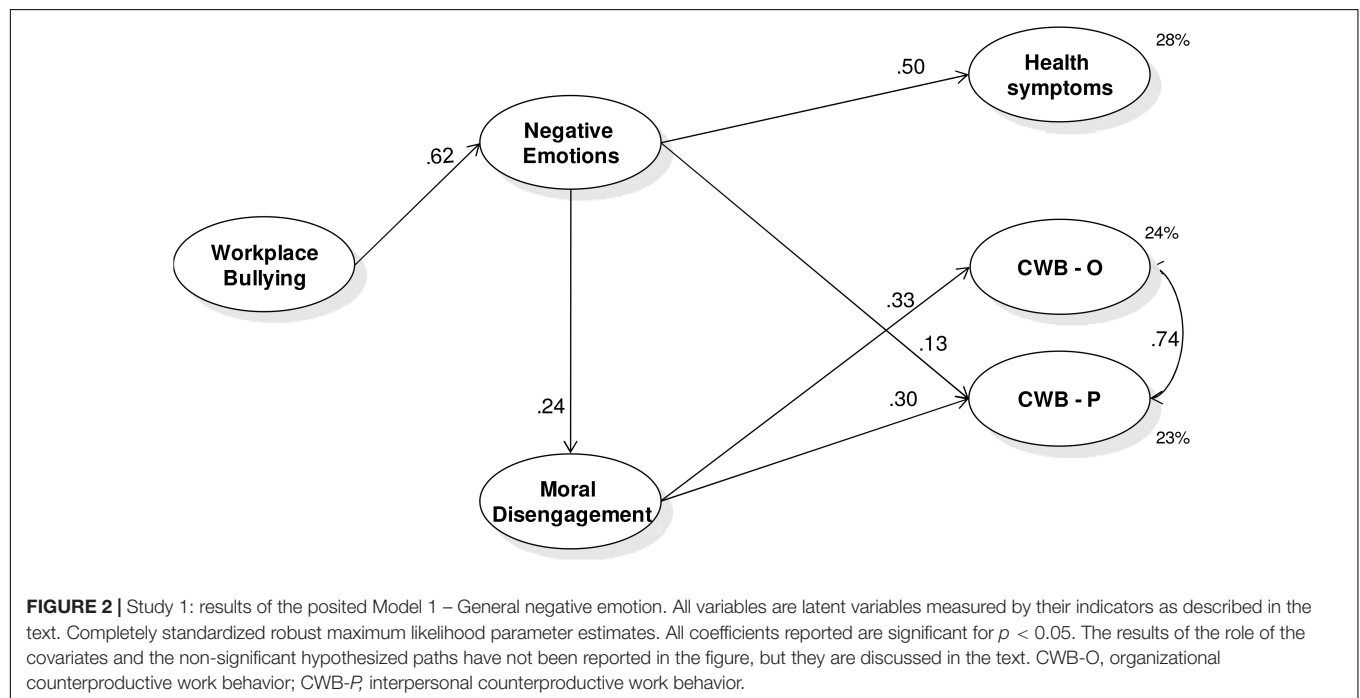 28%
Health
symptoms
.50
Negative
Emotions
.62
Workplace
Bullying
24%
CWB - O
.33
.13
.74
.30
CWB - P
.24
23%
Moral
Disengagement
FIGURE 2 | Study 1: results of the posited Model 1 – General negative emotion. All variables are latent variables measured by their indicators as described in the
text. Completely standardized robust maximum likelihood parameter estimates. All coefficients reported are significant for p < 0.05. The results of the role of the
covariates and the non-significant hypothesized paths have not been reported in the figure, but they are discussed in the text. CWB-O, organizational
counterproductive work behavior; CWB-P, interpersonal counterproductive work behavior.